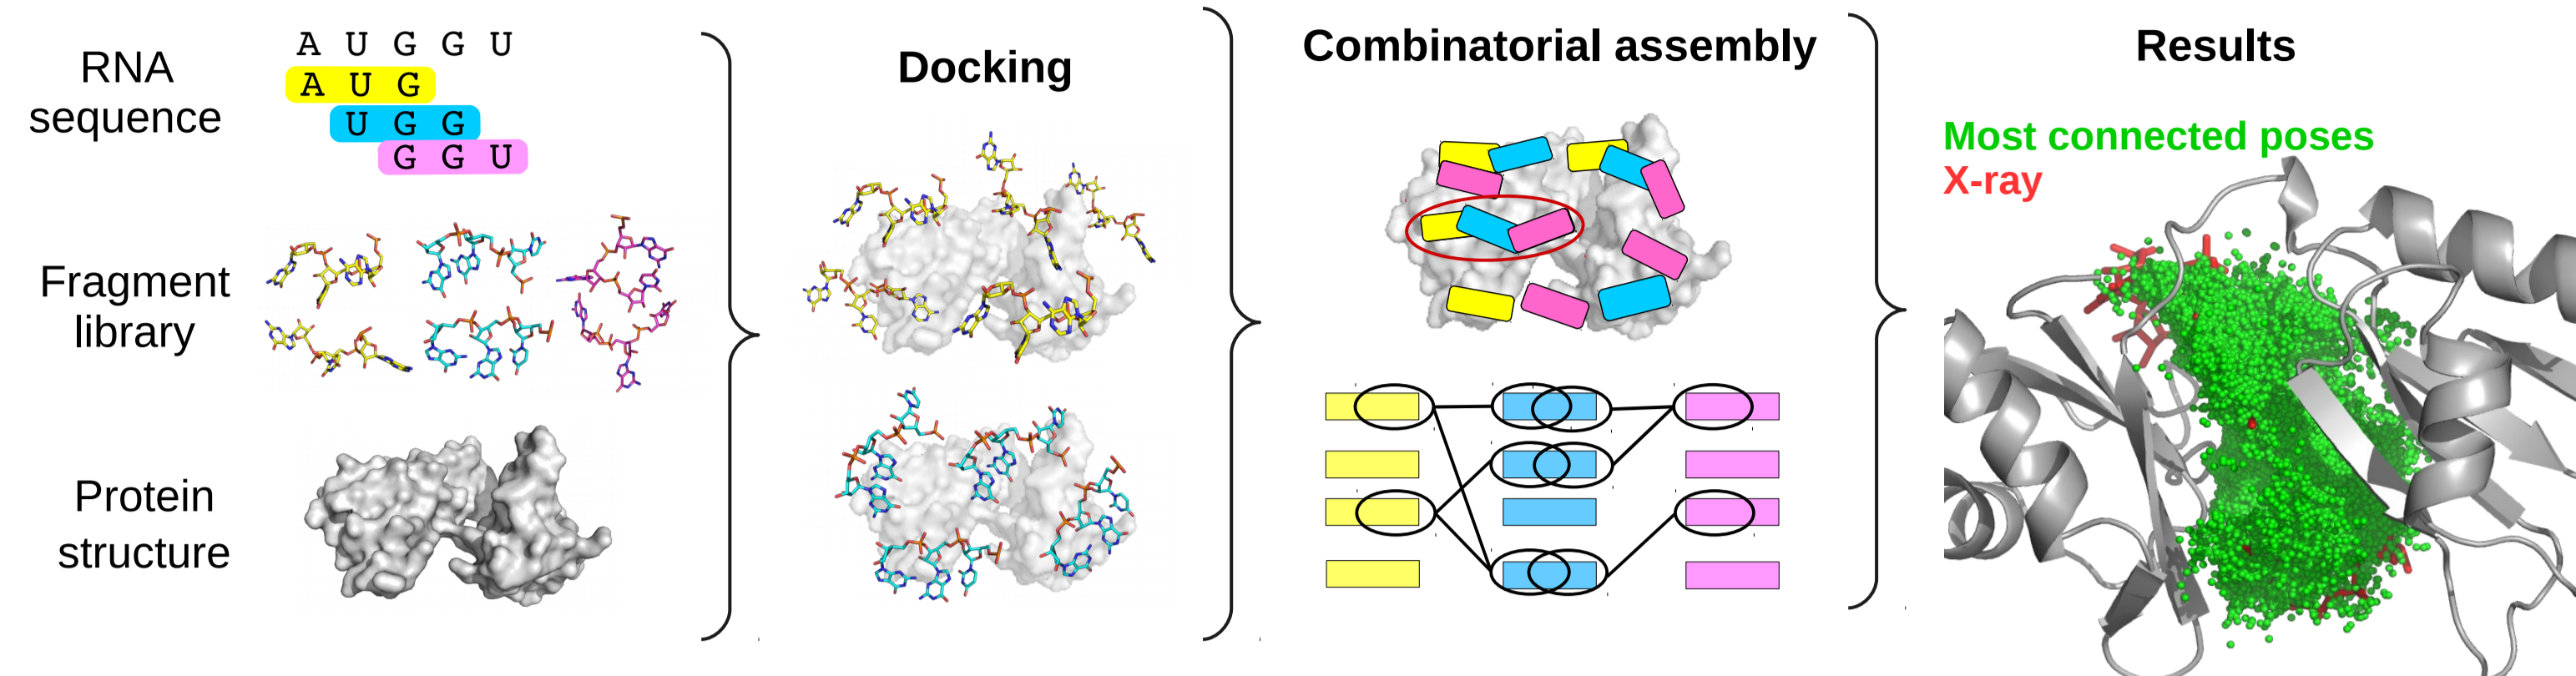 RNA
sequence
A U G G U
A U G
U G G
G G U
Fragment
library
Protein
structure
Docking
Combinatorial assembly
Results
Most connected poses
X-ray